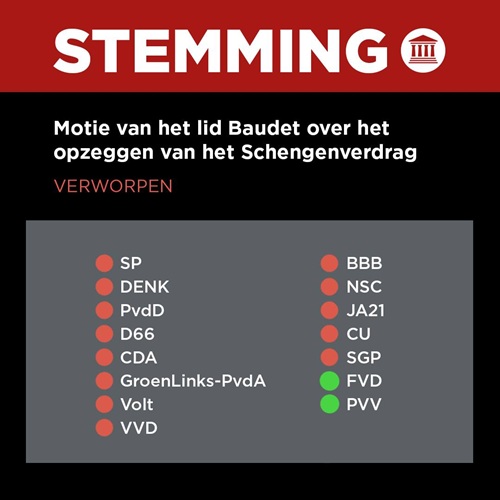 STEMMING
Motie van het lid Baudet over het
opzeggen van het Schengenverdrag
VERWORPEN
SP
DENK
PvdD
D66
CDA
GroenLinks-PvdA
Volt
VVD
BBB
NSC
JA21
CU
SGP
FVD
PVV